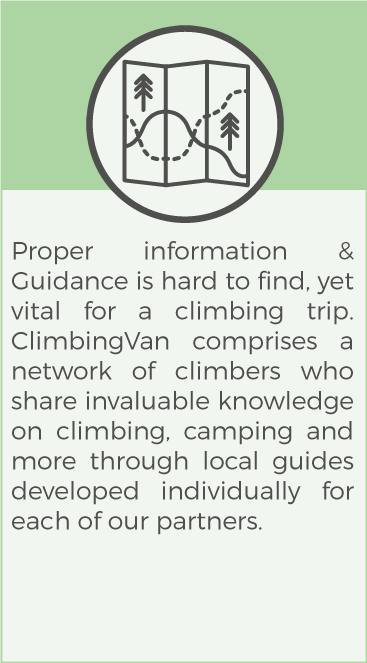 Proper information &
Guidance is hard to find, yet
vital for a climbing trip.
ClimbingVan comprises a
network of climbers who
share invaluable knowledge
on climbing, camping and
more through local guides
developed individually for
each of our partners.